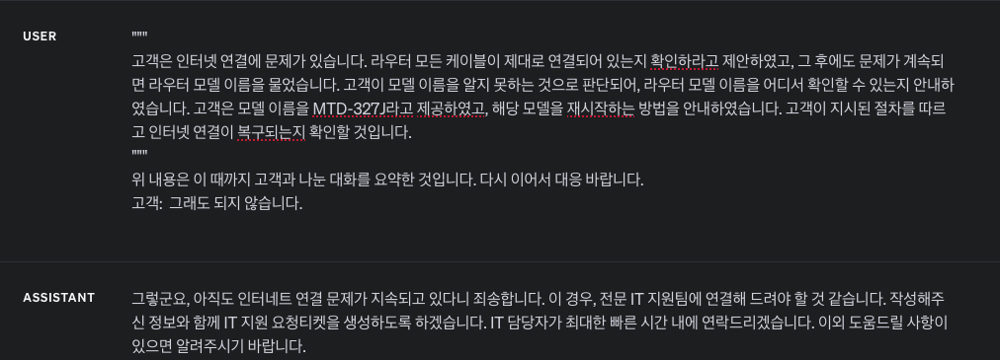 USER
"""
고객은 인터넷 연결에 문제가 있습니다. 라우터 모든 케이블이 제대로 연결되어 있는지 확인하라고 제안하였고, 그 후에도 문제가 계속되
면 라우터 모델 이름을 물었습니다. 고객이 모델 이름을 알지 못하는 것으로 판단되어, 라우터 모델 이름을 어디서 확인할 수 있는지 안내하
였습니다. 고객은 모델 이름을 MTD-327J라고 제공하였고, 해당 모델을 재시작하는 방법을 안내하였습니다. 고객이 지시된 절차를 따르
고 인터넷 연결이 복구되는지 확인할 것입니다.
"""
위 내용은 이 때까지 고객과 나눈 대화를 요약한 것입니다. 다시 이어서 대응 바랍니다.
고객: 그래도 되지 않습니다.
ASSISTANT
그렇군요, 아직도 인터네트 연결 문제가 지속되고 있다니 죄송합니다. 이 경우, 전문 IT 지원팀에 연결해 드려야 할 것 같습니다. 작성해주
신 정보와 함께 IT 지원 요청티켓을 생성하도록 하겠습니다. IT 담당자가 최대한 빠른 시간 내에 연락드리겠습니다. 이외 도움드릴 사항이
있으면 알려주시기 바랍니다.